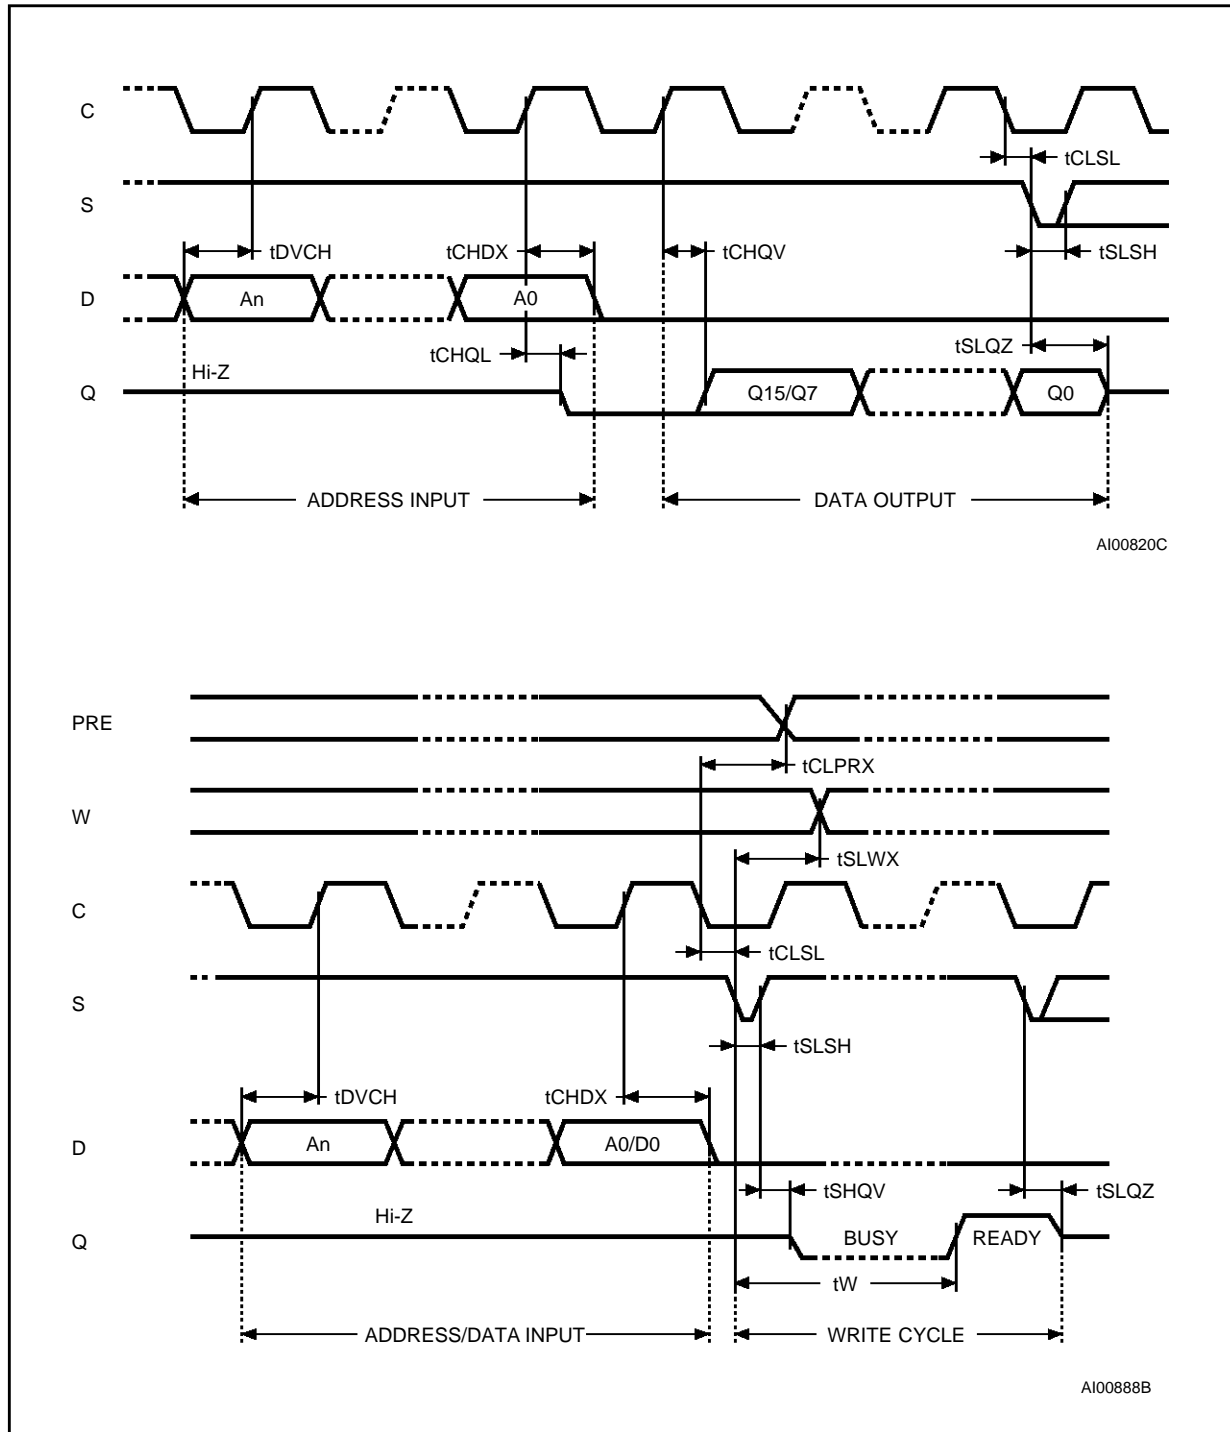 C
tCLSL
S
tDVCH tCHDX tCHQV tSLSH
D An A0
tCHQL tSLQZ
Hi-Z
Q Q15/Q7 Q0
ADDRESS INPUT DATA OUTPUT
AI00820C
PRE
tCLPRX
W
tSLWX
C
tCLSL
S
tSLSH
tDVCH tCHDX
D An A0/D0
tSHQV tSLQZ
Hi-Z
Q BUSY READY
tW
ADDRESS/DATA INPUT WRITE CYCLE
AI00888B